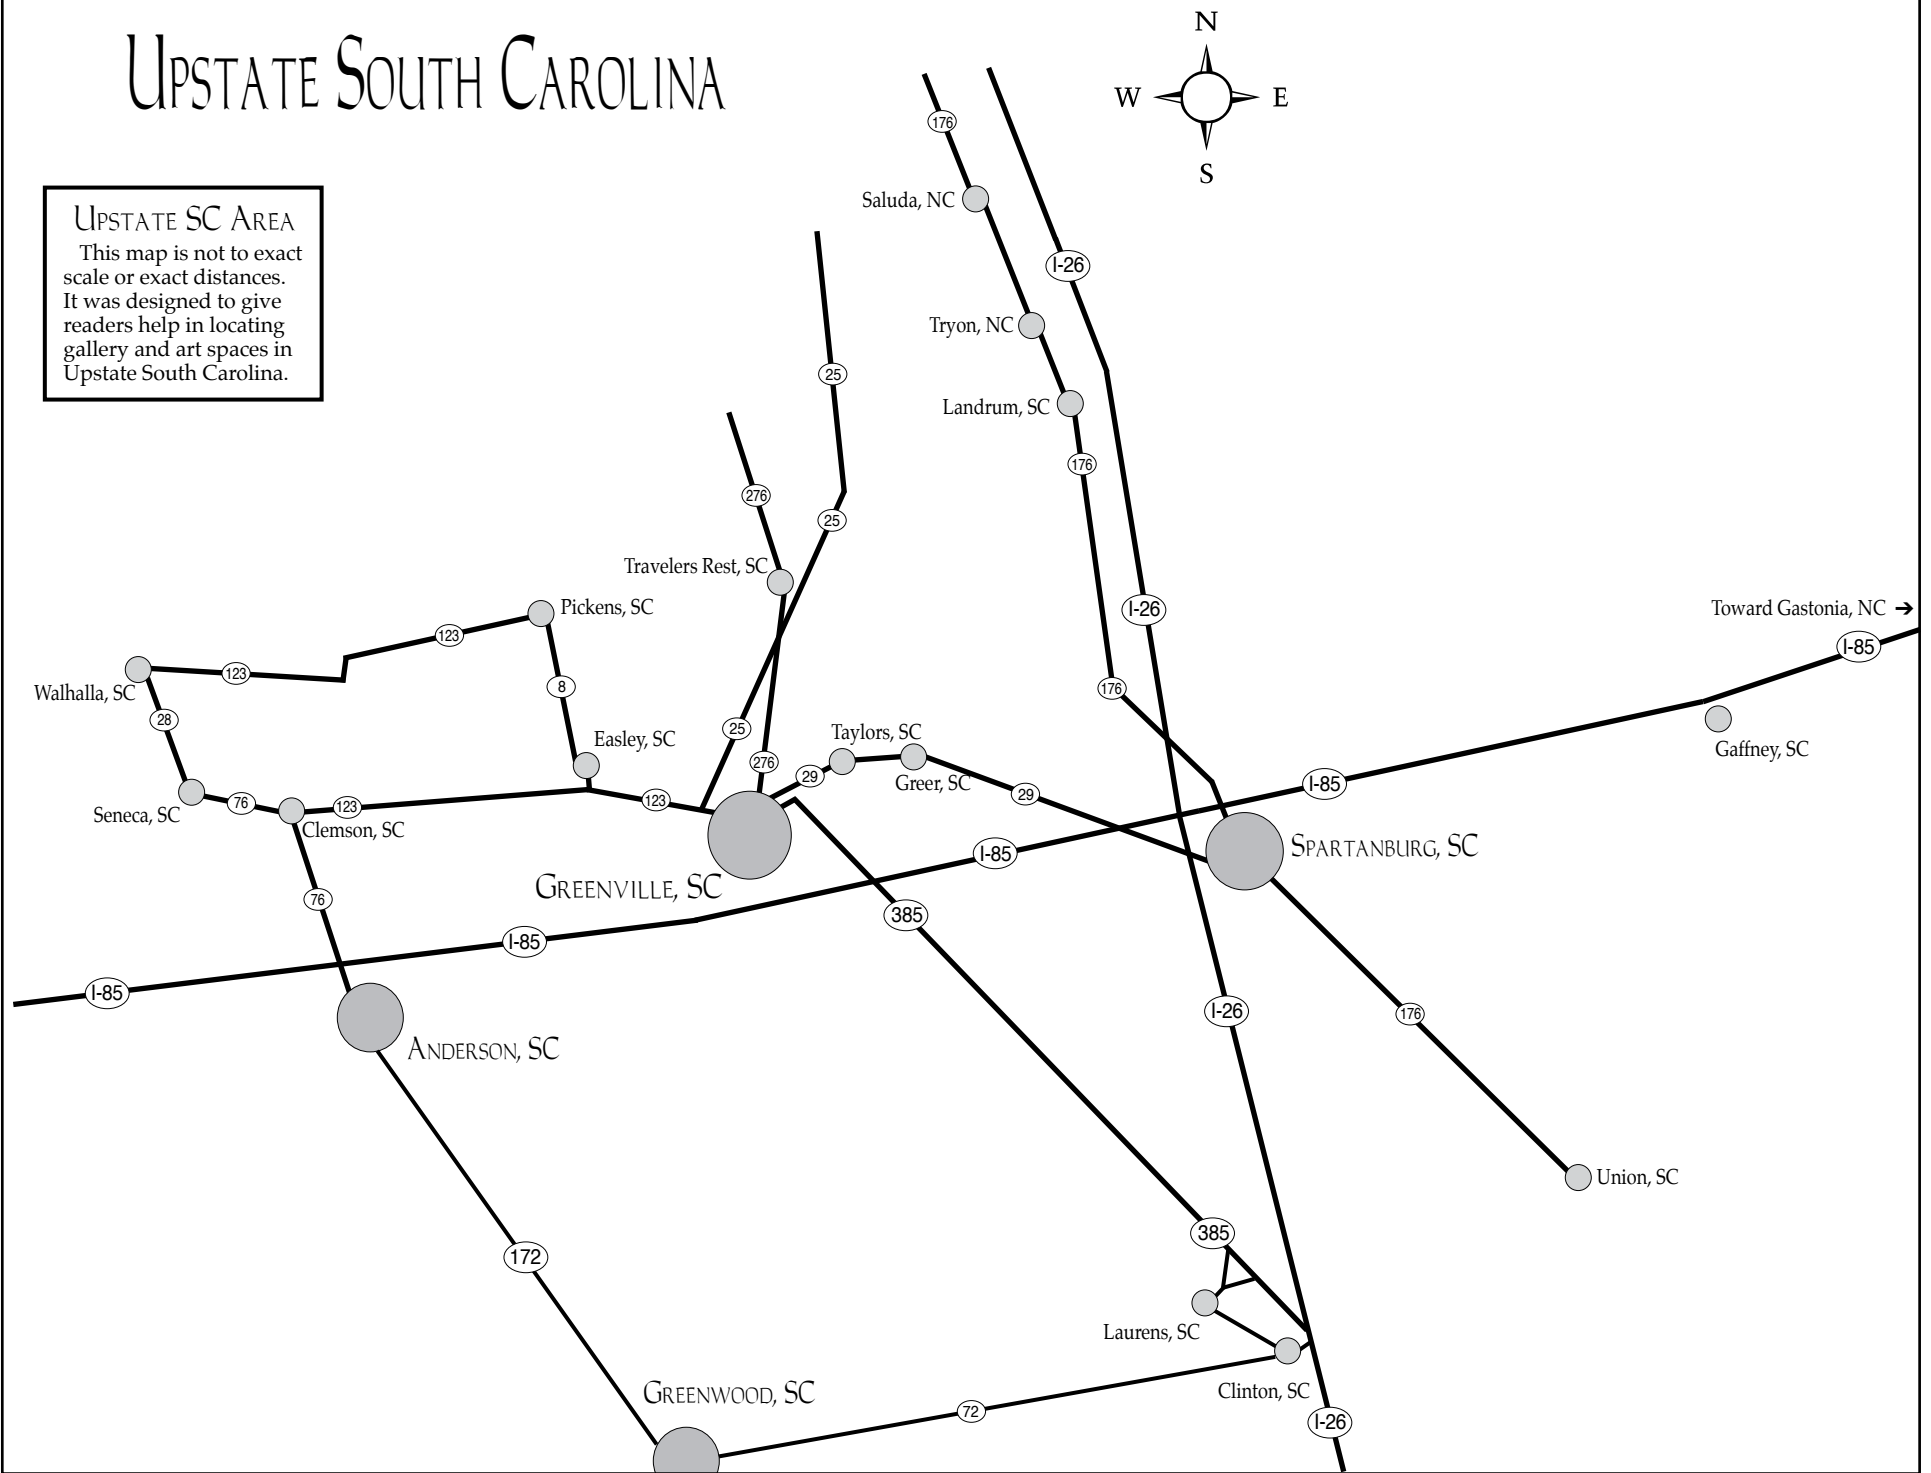 Upstate South Carolina
N
W E
S
176
Saluda, NC
Upstate SC Area
This map is not to exact
scale or exact distances.
It was designed to give
readers help in locating
gallery and art spaces in
Upstate South Carolina.
I-26
Tryon, NC
25
Landrum, SC
176
276
25
Travelers Rest, SC
Pickens, SC
I-26
Toward Gastonia, NC ➔
123
I-85
123
Walhalla, SC
8
176
28
25
Taylors, SC
Easley, SC
Gaffney, SC
276
29
Greer, SC
I-85
29
Seneca, SC
76
123
123
Clemson, SC
Spartanburg, SC
I-85
Greenville, SC
76
385
I-85
I-85
I-26
176
Anderson, SC
Union, SC
385
172
Laurens, SC
Greenwood, SC
Clinton, SC
72
I-26